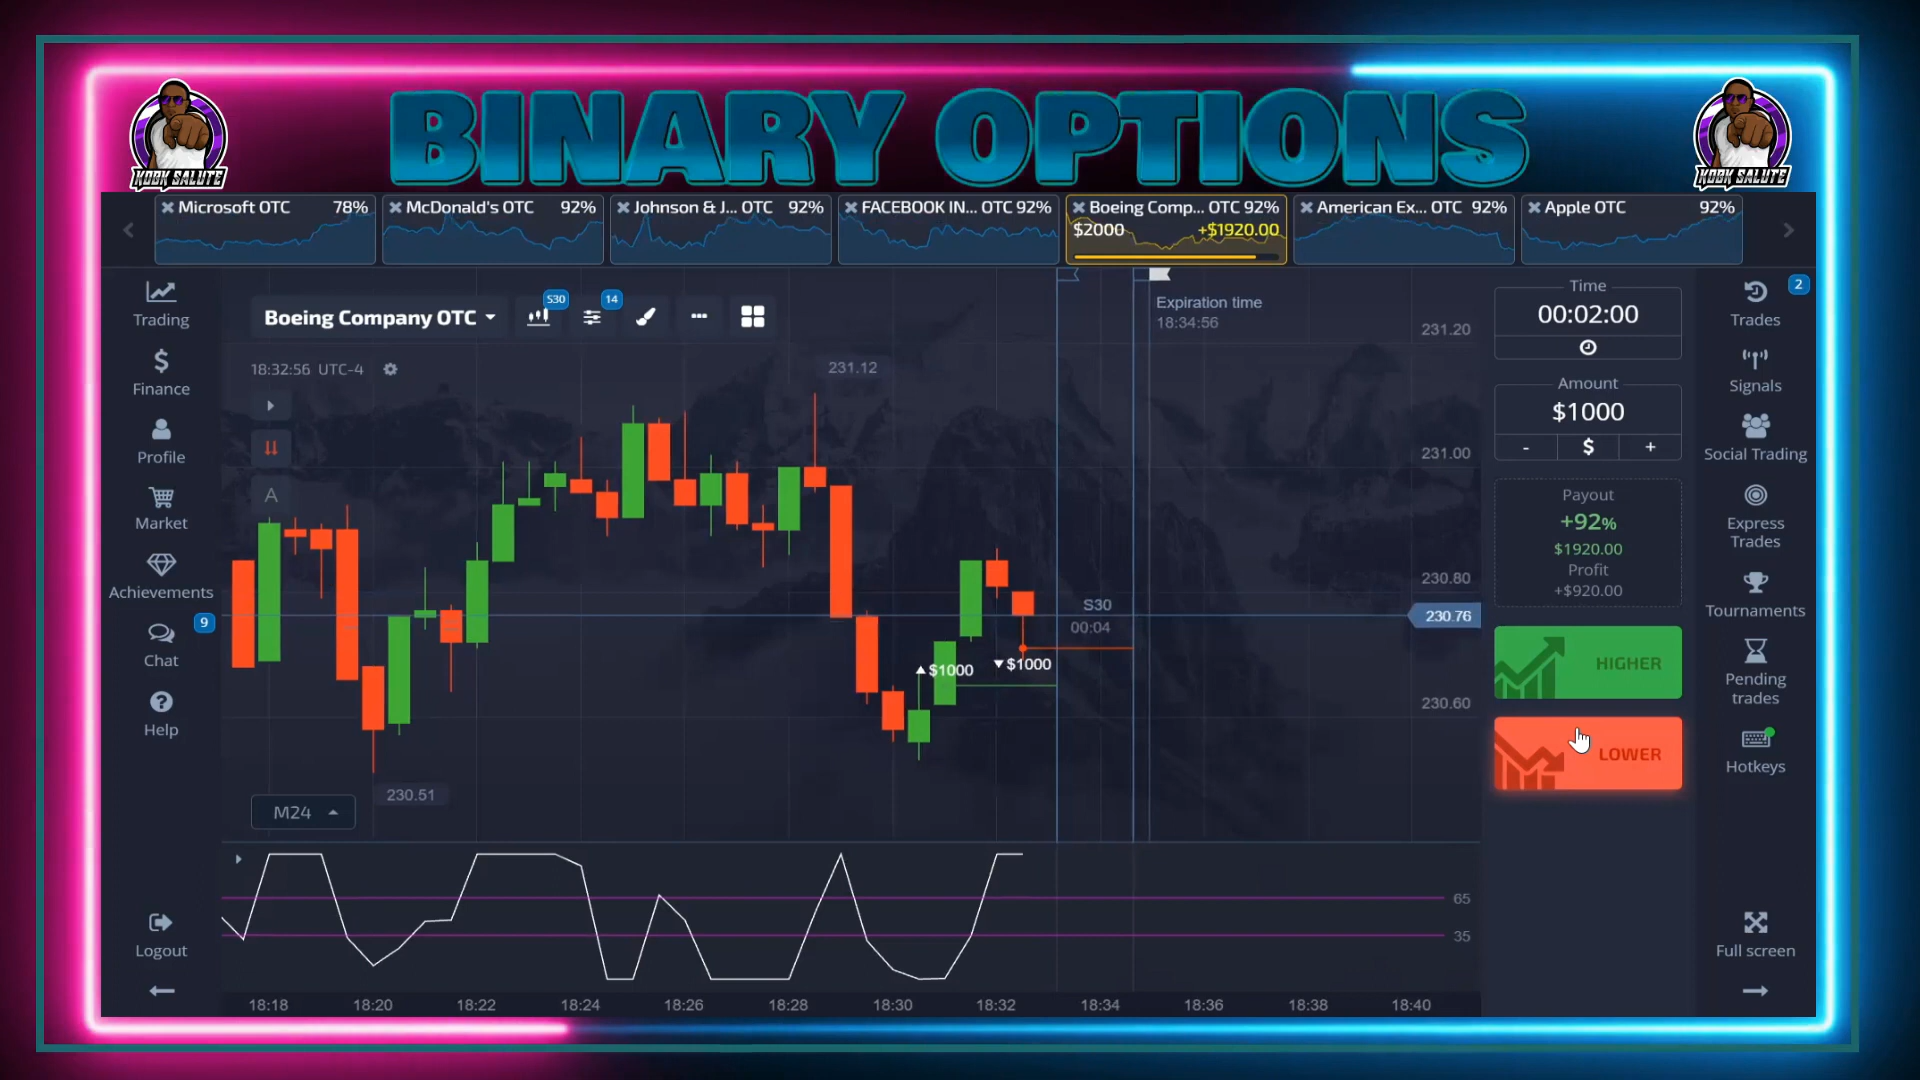 BINARY OPTIONS
KOBK SALUTE
KOBK SALUTE
Microsoft OTC 78%
McDonald's OTC 92%
Johnson & J... OTC 92%
FACEBOOK IN... OTC 92%
Boeing Comp... OTC 92%
$2000 +$1920.00
American Ex... OTC 92%
Apple OTC 92%
Trading
Finance
Profile
Market
Achievements
9
Chat
Help
Logout
Boeing Company OTC
S30
14
18:32:56 UTC-4
A
231.12
Expiration time
18:34:56
231.20
231.00
230.80
230.76
230.60
S30
00:04
$1000
$1000
230.51
M24
65
35
18:18 18:20 18:22 18:24 18:26 18:28 18:30 18:32 18:34 18:36 18:38 18:40
Time
00:02:00
Amount
$1000
- $ +
Payout
+92%
$1920.00
Profit
+$920.00
HIGHER
LOWER
2
Trades
Signals
Social Trading
Express
Trades
Tournaments
Pending
trades
Hotkeys
Full screen